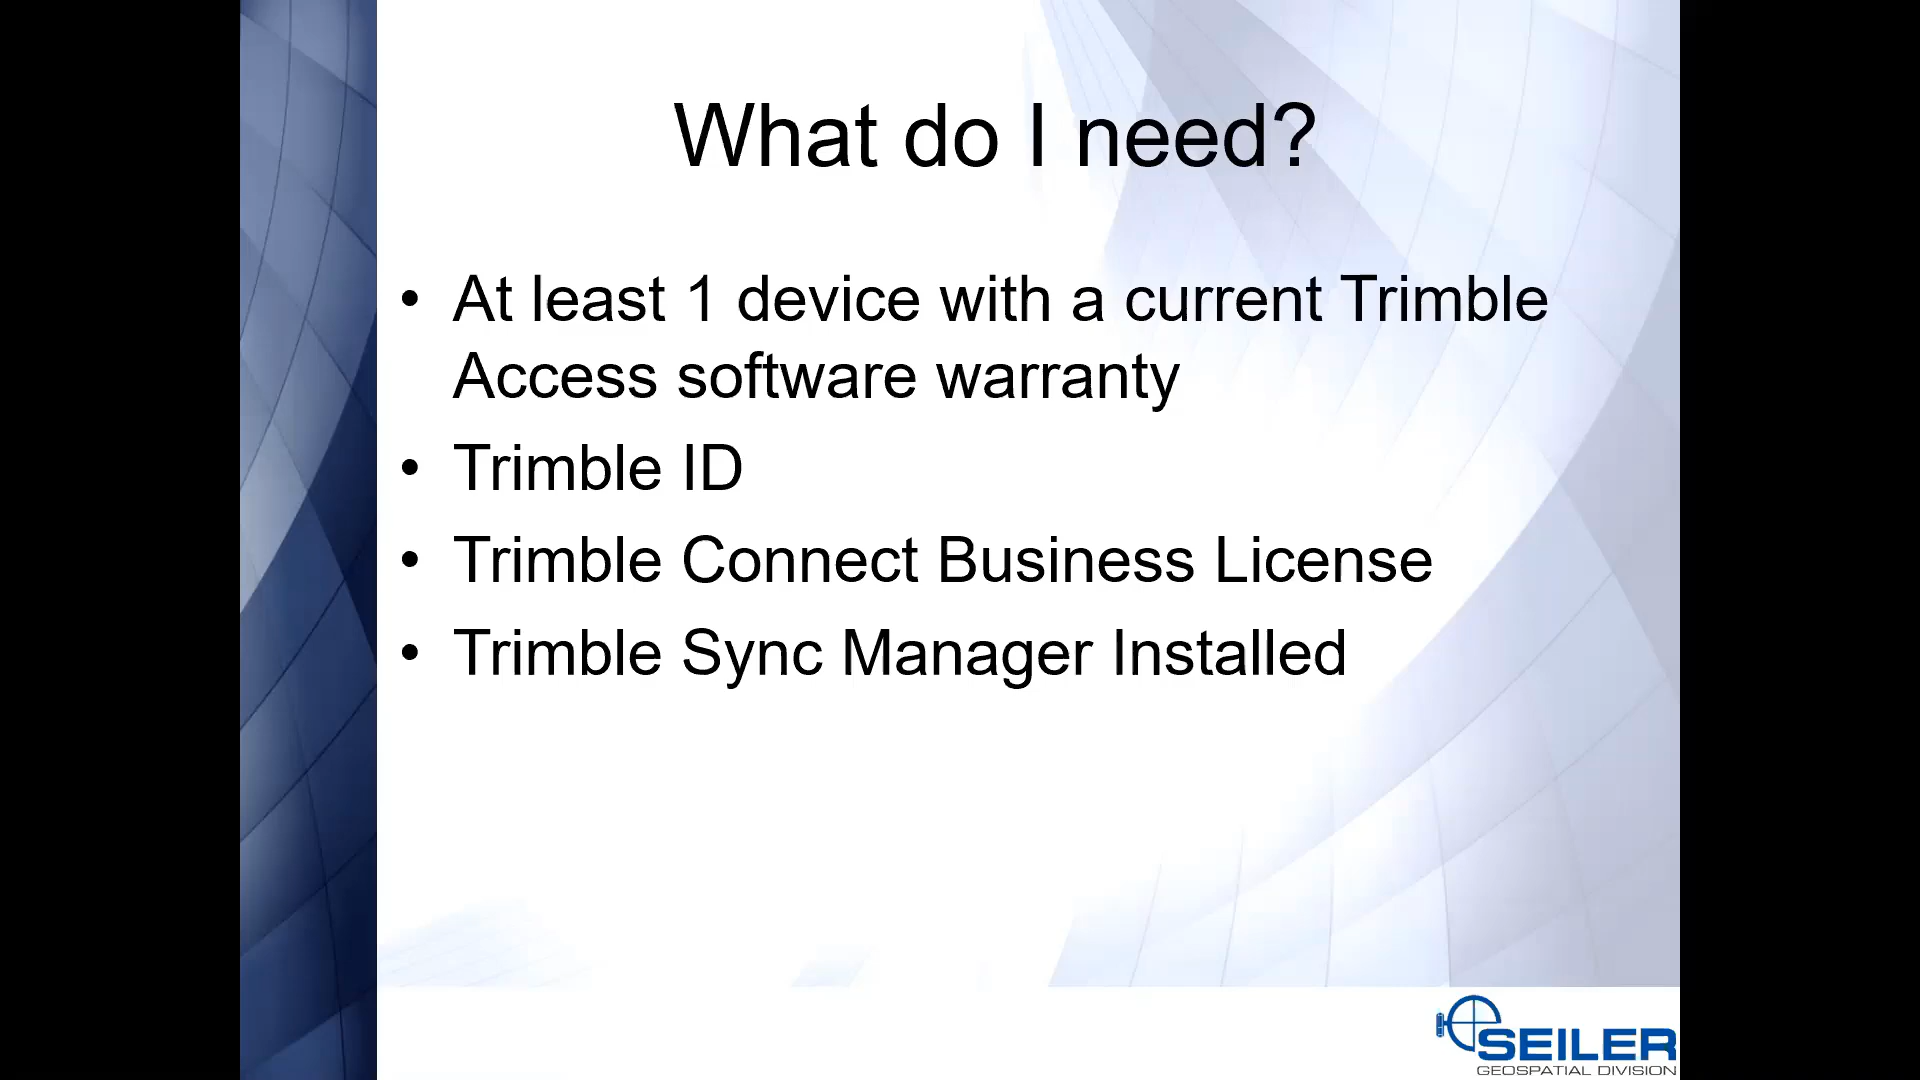 What do I need?
• At least 1 device with a current Trimble
Access software warranty
• Trimble ID
• Trimble Connect Business License
• Trimble Sync Manager Installed
SEILER
GEOSPATIAL DIVISION